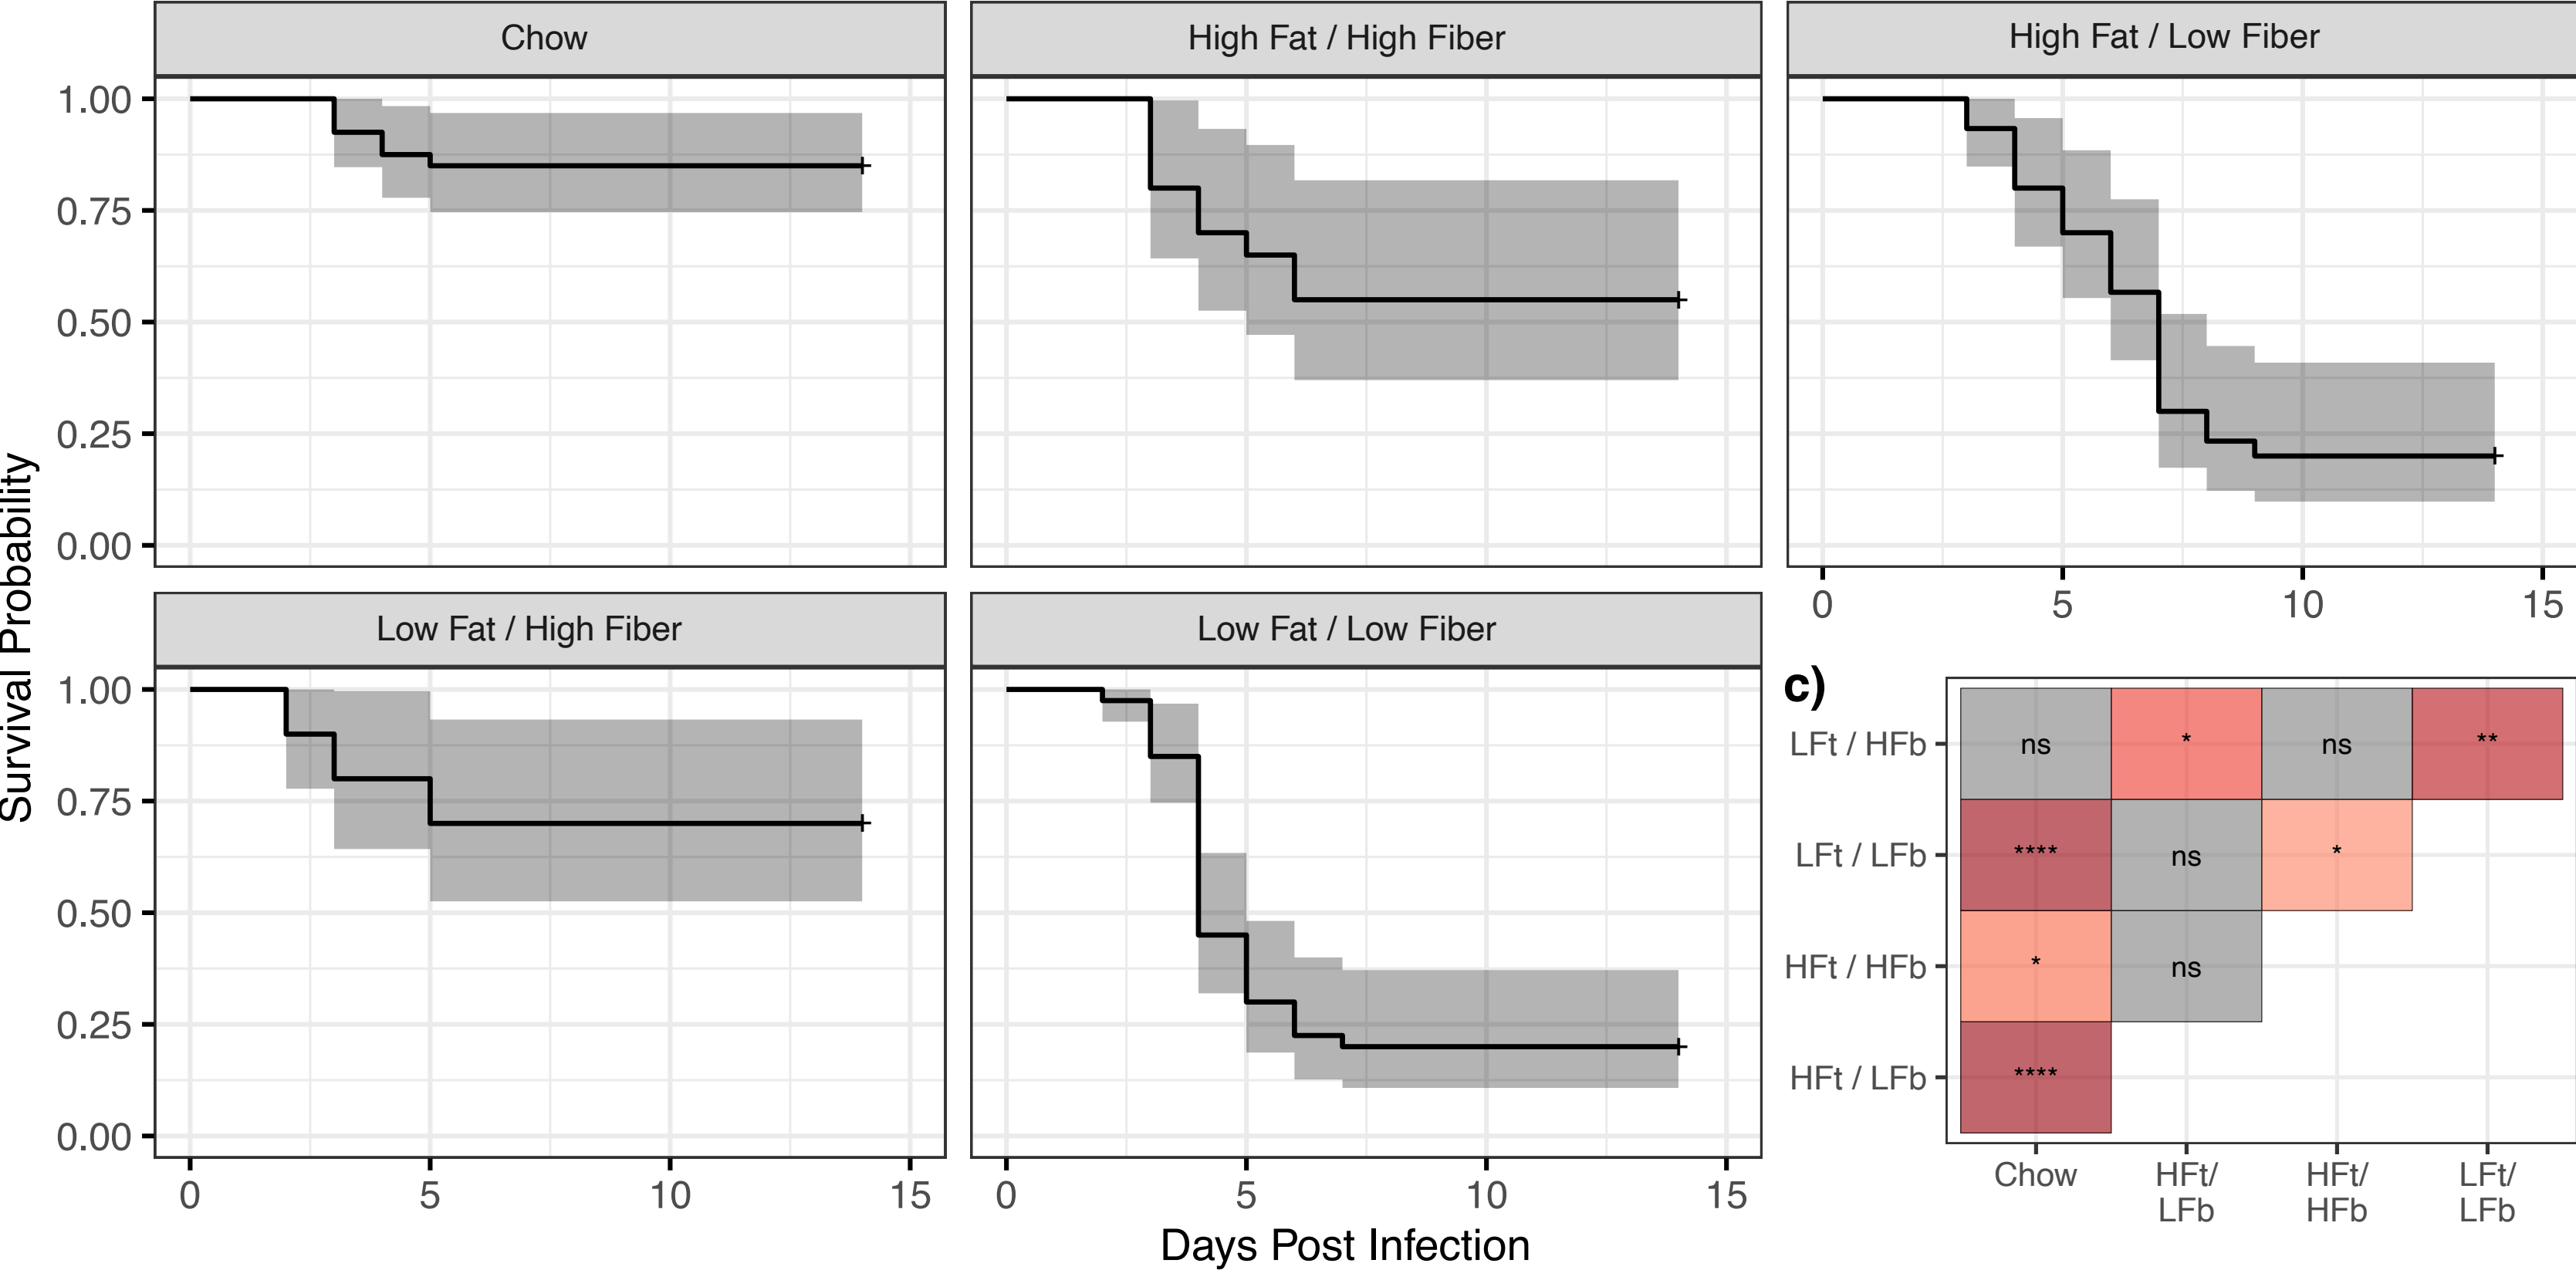 Chow
High Fat / High Fiber
High Fat / Low Fiber
1.00
0.75
0.50
0.25
0.00
0 5 10 15
Survival Probability
Low Fat / High Fiber
Low Fat / Low Fiber
1.00
0.75
0.50
0.25
0.00
0 5 10 15
0 5 10 15
Days Post Infection
c)
LFt / HFb ns * ns **
LFt / LFb **** ns *
HFt / HFb * ns
HFt / LFb ****
Chow HFt/ HFt/ LFt/
LFb HFb LFb